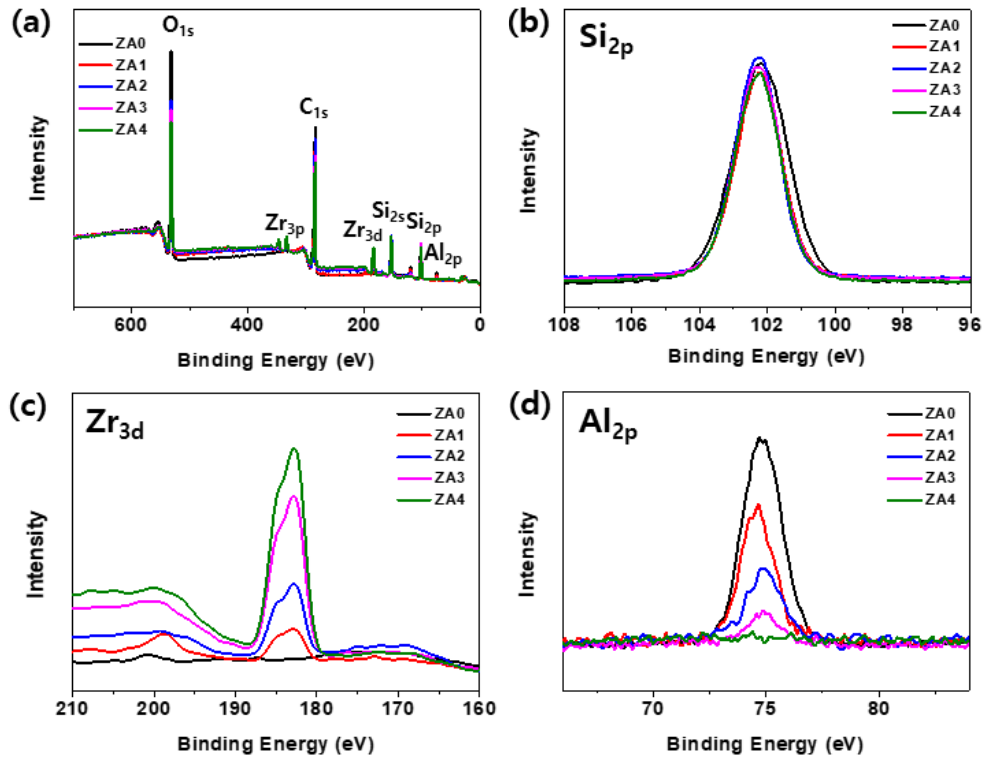 (a)
O1s
ZA0
ZA1
ZA2
ZA3
ZA4
C1s
Zr3p
Zr3d
Si2s
Si2p
Al2p
Intensity
600 400 200 0
Binding Energy (eV)
(b)
Si2p
ZA0
ZA1
ZA2
ZA3
ZA4
Intensity
108 106 104 102 100 98 96
Binding Energy (eV)
(c)
Zr3d
ZA0
ZA1
ZA2
ZA3
ZA4
Intensity
210 200 190 180 170 160
Binding Energy (eV)
(d)
Al2p
ZA0
ZA1
ZA2
ZA3
ZA4
Intensity
70 75 80
Binding Energy (eV)